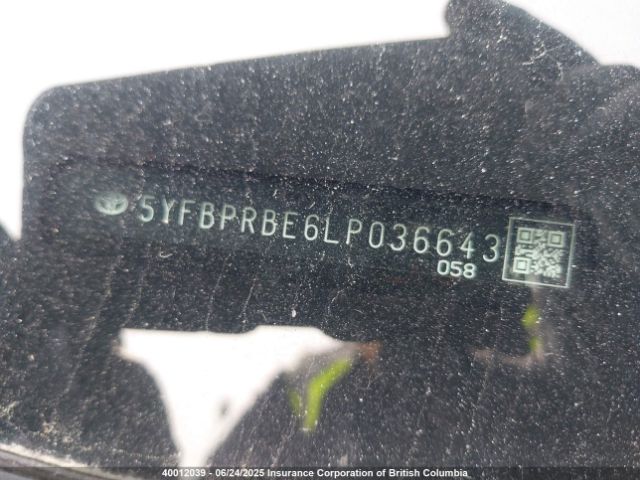 5YFBPRBE6LP036643
058
40012039 - 06/24/2025 Insurance Corporation of British Columbia